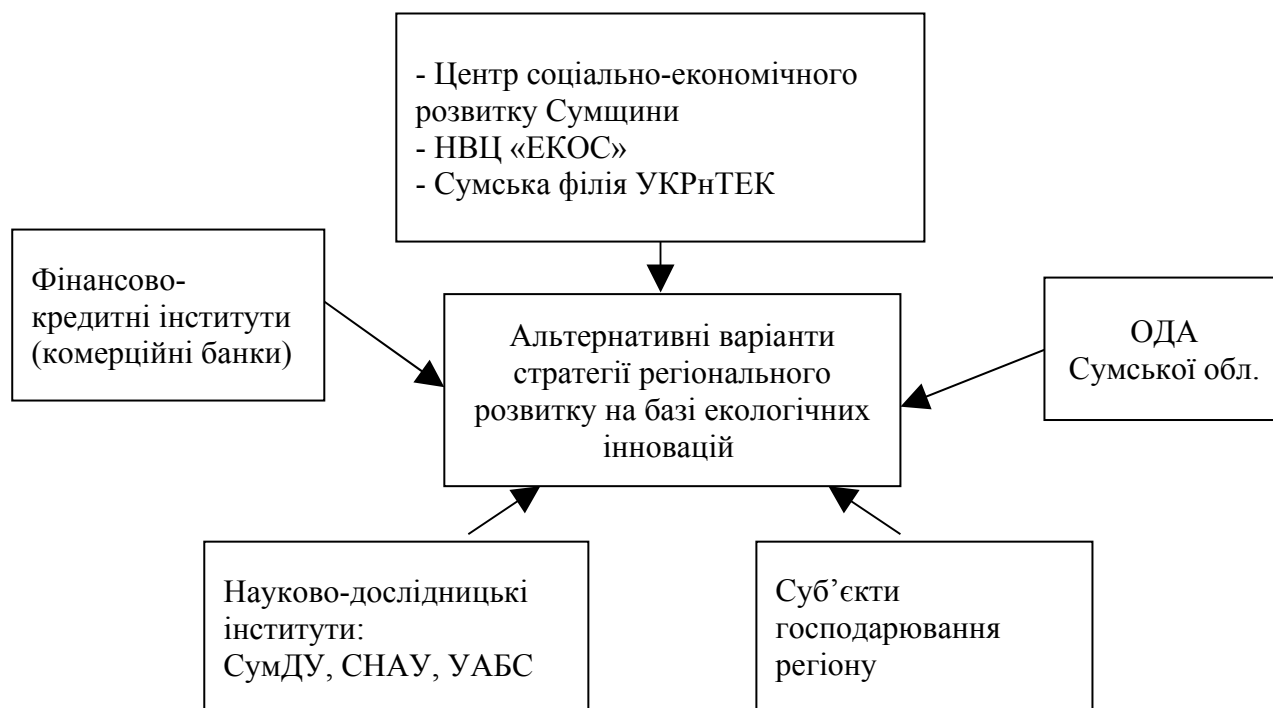 - Центр соціально-економічного
розвитку Сумщини
- НВЦ «ЕКОС»
- Сумська філія УКРнТЕК
Фінансово-
кредитні інститути
(комерційні банки)
Альтернативні варіанти
стратегії регіонального
розвитку на базі екологічних
інновацій
ОДА
Сумської обл.
Науково-дослідницькі
інститути:
СумДУ, СНАУ, УАБС
Суб’єкти
господарювання
регіону